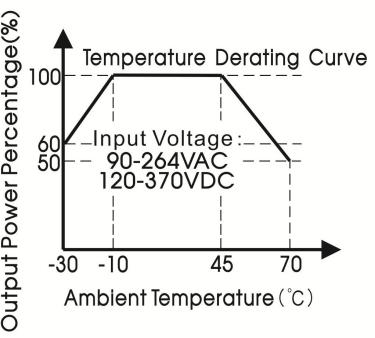 Output Power Percentage(%)
Temperature Derating Curve
100
60
50
Input Voltage:
90-264VAC
120-370VDC
-30 -10 45 70
Ambient Temperature(℃)